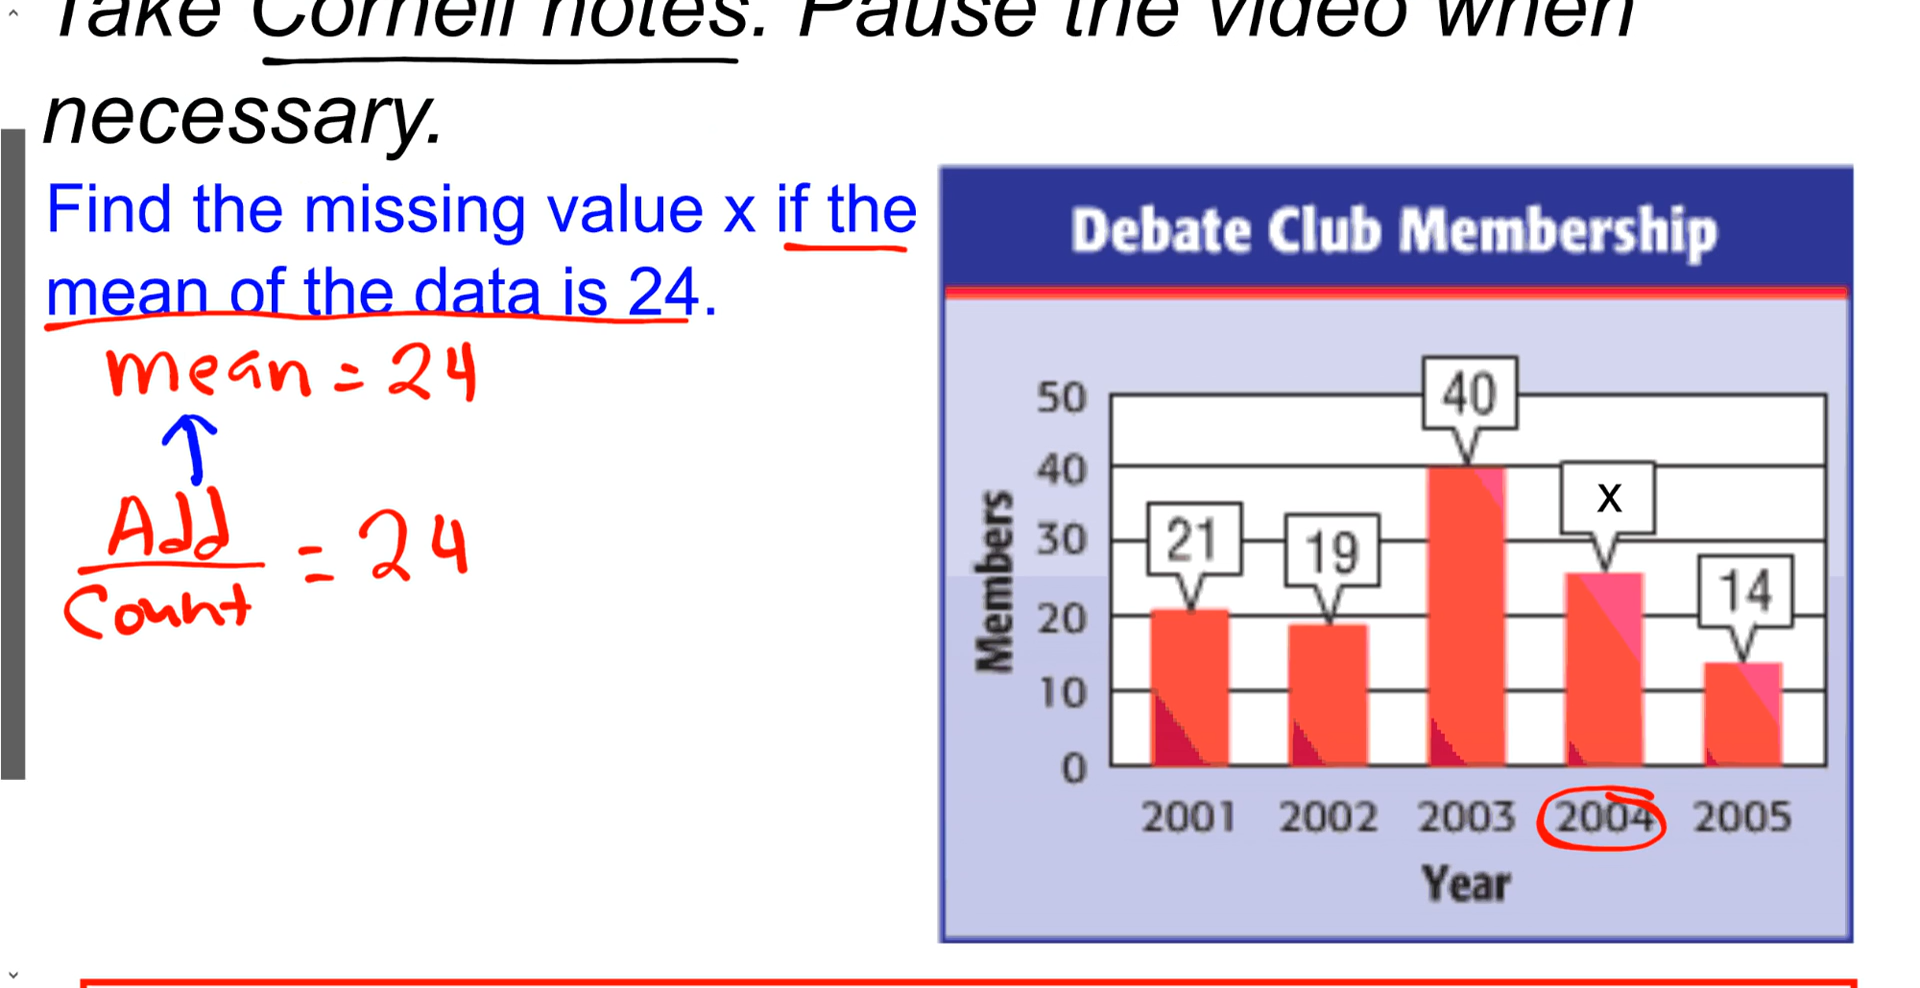 Take Cornell notes. Pause the video when
necessary.
Find the missing value x if the
mean of the data is 24.
mean = 24
Add
Count
= 24
Debate Club Membership
Members
50
40
30
20
10
0
21
19
40
x
14
2001 2002 2003 2004 2005
Year